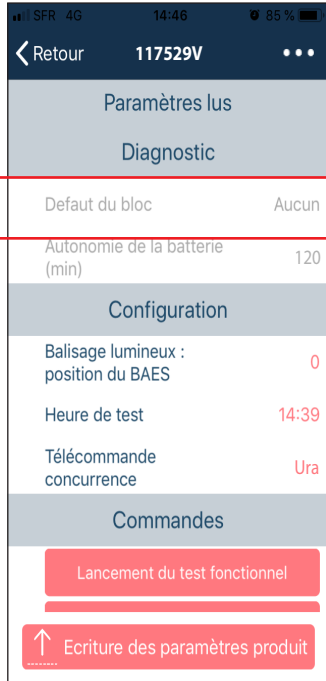 SFR 4G 14:46 85 %
Retour 117529V
Paramètres lus
Diagnostic
Defaut du bloc Aucun
Autonomie de la batterie
(min) 120
Configuration
Balisage lumineux :
position du BAES 0
Heure de test 14:39
Télécommande
concurrence Ura
Commandes
Lancement du test fonctionnel
Ecriture des paramètres produit